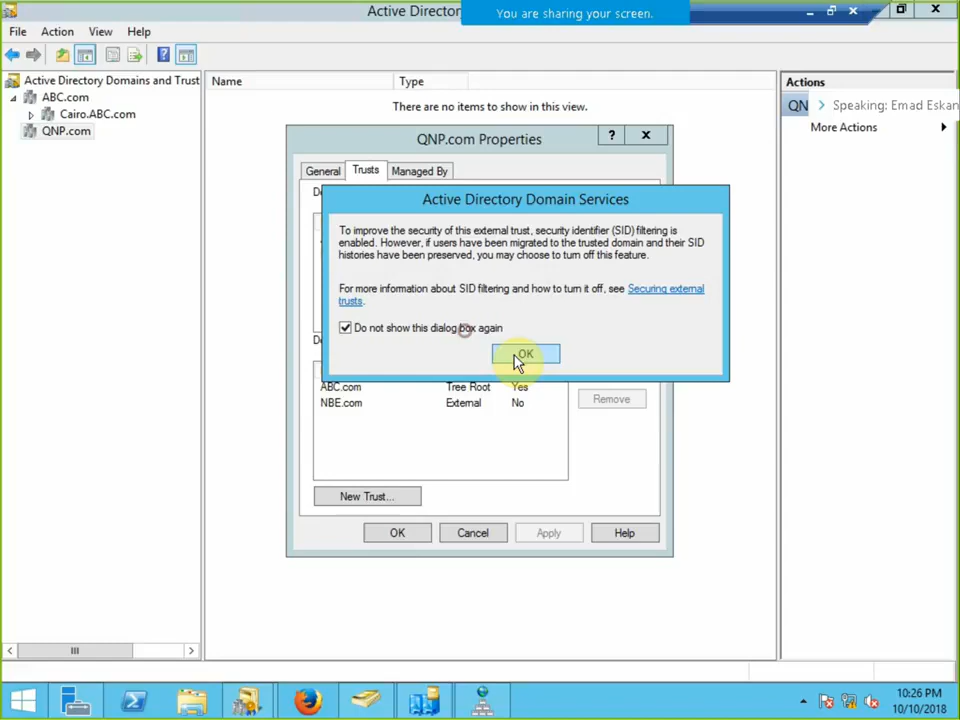 Active Director
You are sharing your screen.
File Action View Help
Active Directory Domains and Trust
ABC.com
Cairo.ABC.com
QNP.com
Name Type
There are no items to show in this view.
Actions
QN
Speaking: Emad Eskan
More Actions
QNP.com Properties
?
General Trusts Managed By
Active Directory Domain Services
To improve the security of this external trust, security identifier (SID) filtering is
enabled. However, if users have been migrated to the trusted domain and their SID
histories have been preserved, you may choose to turn off this feature.
For more information about SID filtering and how to turn it off, see Securing external
trusts.
Do not show this dialog box again
OK
ABC.com Tree Root Yes
NBE.com External No
Remove
New Trust...
OK Cancel Apply Help
10:26 PM
10/10/2018